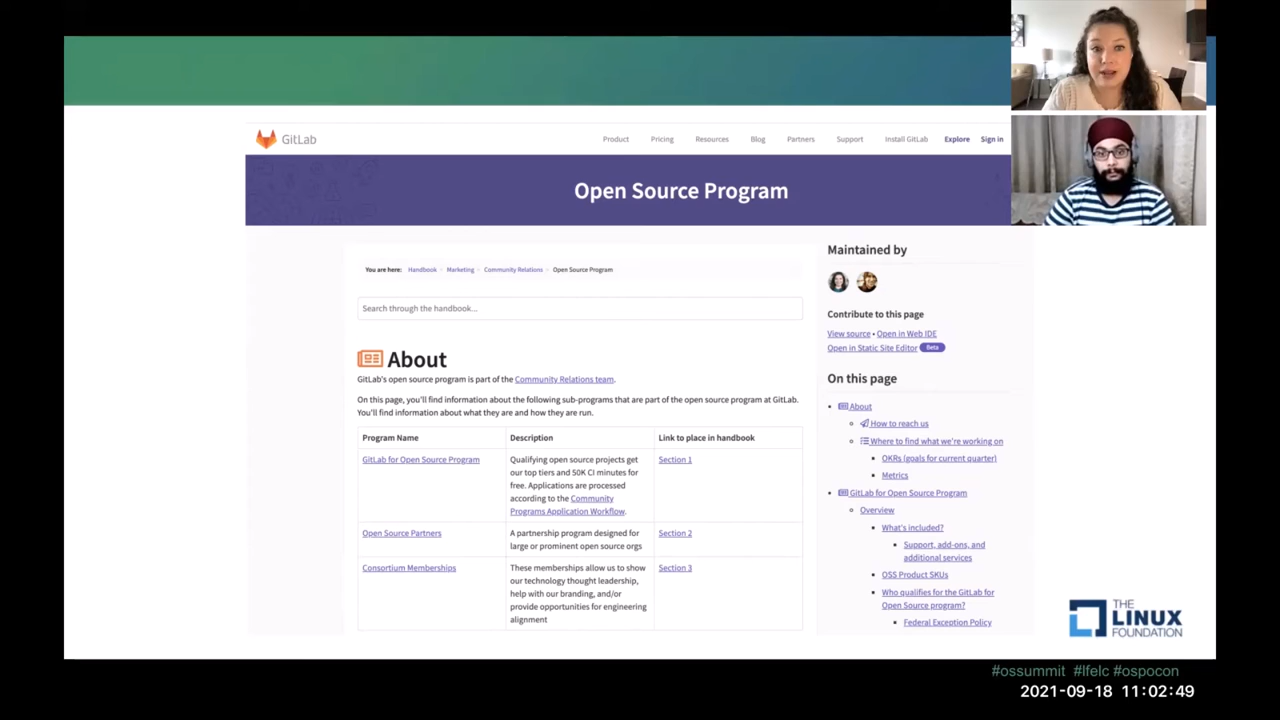 GitLab
Product Pricing Resources Blog Partners Support Install GitLab Explore Sign in
Open Source Program
You are here: Handbook Marketing Community Relations Open Source Program
Search through the handbook...
About
GitLab's open source program is part of the Community Relations team.
On this page, you'll find information about the following sub-programs that are part of the open source program at GitLab.
You'll find information about what they are and how they are run.
Program Name Description Link to place in handbook
GitLab for Open Source Program
Qualifying open source projects get
our top tiers and 50K CI minutes for
free. Applications are processed
according to the Community
Programs Application Workflow.
Section 1
Open Source Partners
A partnership program designed for
large or prominent open source orgs
Section 2
Consortium Memberships
These memberships allow us to show
our technology thought leadership,
help with our branding, and/or
provide opportunities for engineering
alignment
Section 3
Maintained by
Contribute to this page
View source • Open in Web IDE
Open in Static Site Editor Beta
On this page
About
How to reach us
Where to find what we're working on
OKRs (goals for current quarter)
Metrics
GitLab for Open Source Program
Overview
What's included?
Support, add-ons, and
additional services
OSS Product SKUs
Who qualifies for the GitLab for
Open Source program?
Federal Exception Policy
THE
LINUX
FOUNDATION
#ossummit #lfelc #ospocon
2021-09-18 11:02:49